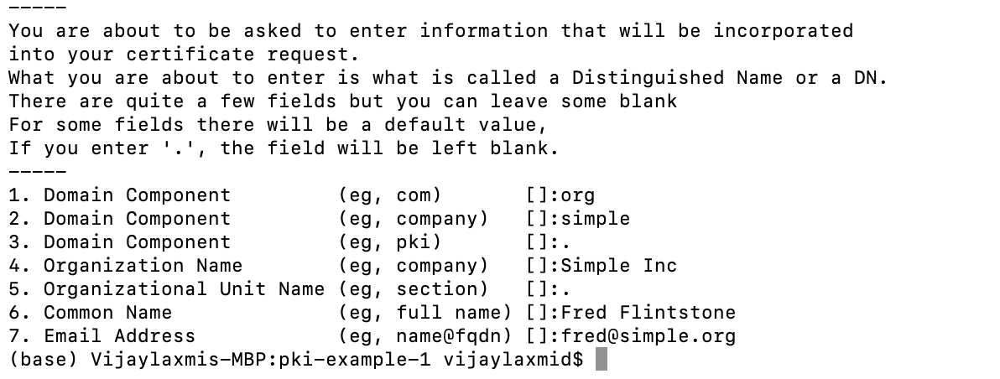 -----
You are about to be asked to enter information that will be incorporated
into your certificate request.
What you are about to enter is what is called a Distinguished Name or a DN.
There are quite a few fields but you can leave some blank
For some fields there will be a default value,
If you enter '.', the field will be left blank.
-----
1. Domain Component         (eg, com)       []:org
2. Domain Component         (eg, company)   []:simple
3. Domain Component         (eg, pki)       []:.
4. Organization Name        (eg, company)   []:Simple Inc
5. Organizational Unit Name (eg, section)   []:.
6. Common Name              (eg, full name) []:Fred Flintstone
7. Email Address            (eg, name@fqdn) []:fred@simple.org
(base) Vijaylaxmis-MBP:pki-example-1 vijaylaxmid$